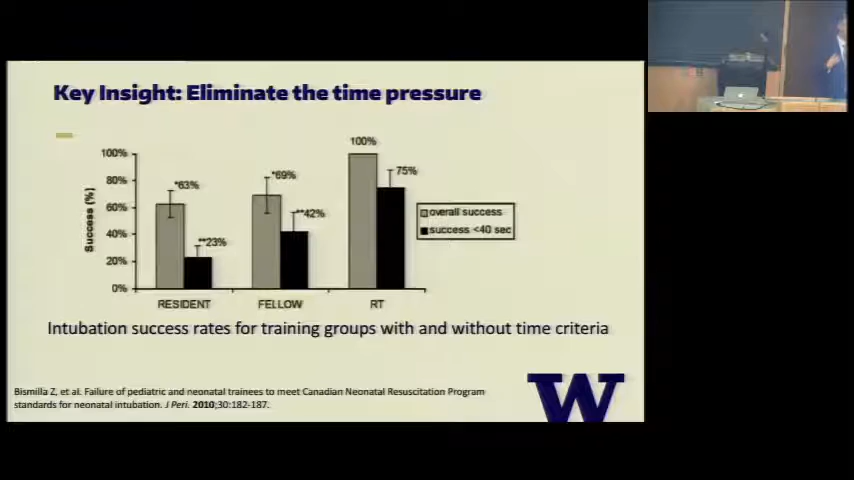 Key Insight: Eliminate the time pressure
100%
80%
60%
40%
20%
0%
Success (%)
*63%
**23%
*69%
**42%
100%
75%
overall success
success <40 sec
RESIDENT
FELLOW
RT
Intubation success rates for training groups with and without time criteria
Bismilla Z, et al. Failure of pediatric and neonatal trainees to meet Canadian Neonatal Resuscitation Program
standards for neonatal intubation. J Peri. 2010;30:182-187.
W